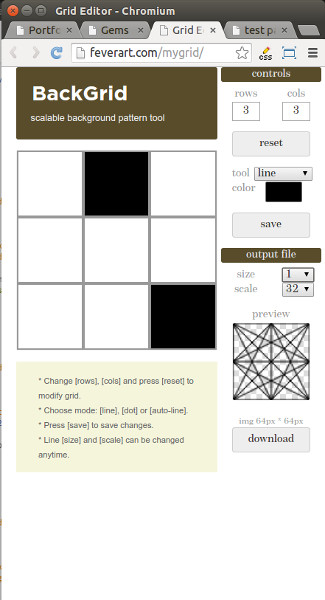 Grid Editor - Chromium
Portfo
Gems
Grid E
test pa
feverart.com/mygrid/
css
BackGrid
scalable background pattern tool
controls
rows cols
3 3
reset
tool line
color
save
output file
size 1
scale 32
preview
img 64px * 64px
download
* Change [rows], [cols] and press [reset] to
modify grid.
* Choose mode: [line], [dot] or [auto-line].
* Press [save] to save changes.
* Line [size] and [scale] can be changed
anytime.